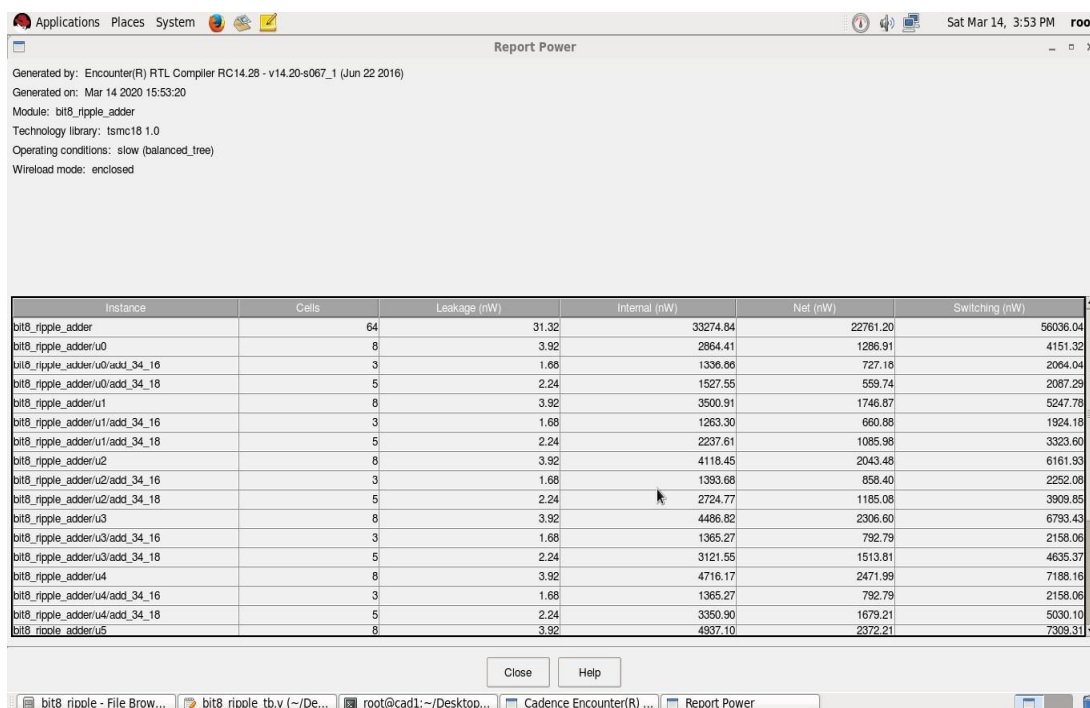 Applications Places System Sat Mar 14, 3:53 PM roo
Report Power
Generated by: Encounter(R) RTL Compiler RC14.28 - v14.20-s067_1 (Jun 22 2016)
Generated on: Mar 14 2020 15:53:20
Module: bit8_ripple_adder
Technology library: tsmc18 1.0
Operating conditions: slow (balanced_tree)
Wireload mode: enclosed
Instance Cells Leakage (nW) Internal (nW) Net (nW) Switching (nW)
bit8_ripple_adder 64 31.32 33274.84 22761.20 56036.04
bit8_ripple_adder/u0 8 3.92 2864.41 1286.91 4151.32
bit8_ripple_adder/u0/add_34_16 3 1.68 1336.86 727.18 2064.04
bit8_ripple_adder/u0/add_34_18 5 2.24 1527.55 559.74 2087.29
bit8_ripple_adder/u1 8 3.92 3500.91 1746.87 5247.78
bit8_ripple_adder/u1/add_34_16 3 1.68 1263.30 660.88 1924.18
bit8_ripple_adder/u1/add_34_18 5 2.24 2237.61 1085.98 3323.60
bit8_ripple_adder/u2 8 3.92 4118.45 2043.48 6161.93
bit8_ripple_adder/u2/add_34_16 3 1.68 1393.68 858.40 2252.08
bit8_ripple_adder/u2/add_34_18 5 2.24 2724.77 1185.08 3909.85
bit8_ripple_adder/u3 8 3.92 4486.82 2306.60 6793.43
bit8_ripple_adder/u3/add_34_16 3 1.68 1365.27 792.79 2158.06
bit8_ripple_adder/u3/add_34_18 5 2.24 3121.55 1513.81 4635.37
bit8_ripple_adder/u4 8 3.92 4716.17 2471.99 7188.16
bit8_ripple_adder/u4/add_34_16 3 1.68 1365.27 792.79 2158.06
bit8_ripple_adder/u4/add_34_18 5 2.24 3350.90 1679.21 5030.10
bit8_ripple_adder/u5 8 3.92 4937.10 2372.21 7309.31
Close Help
bit8_ripple - File Brow... bit8_ripple_tb.v (~/De... root@cad1:~/Desktop... Cadence Encounter(R) ... Report Power